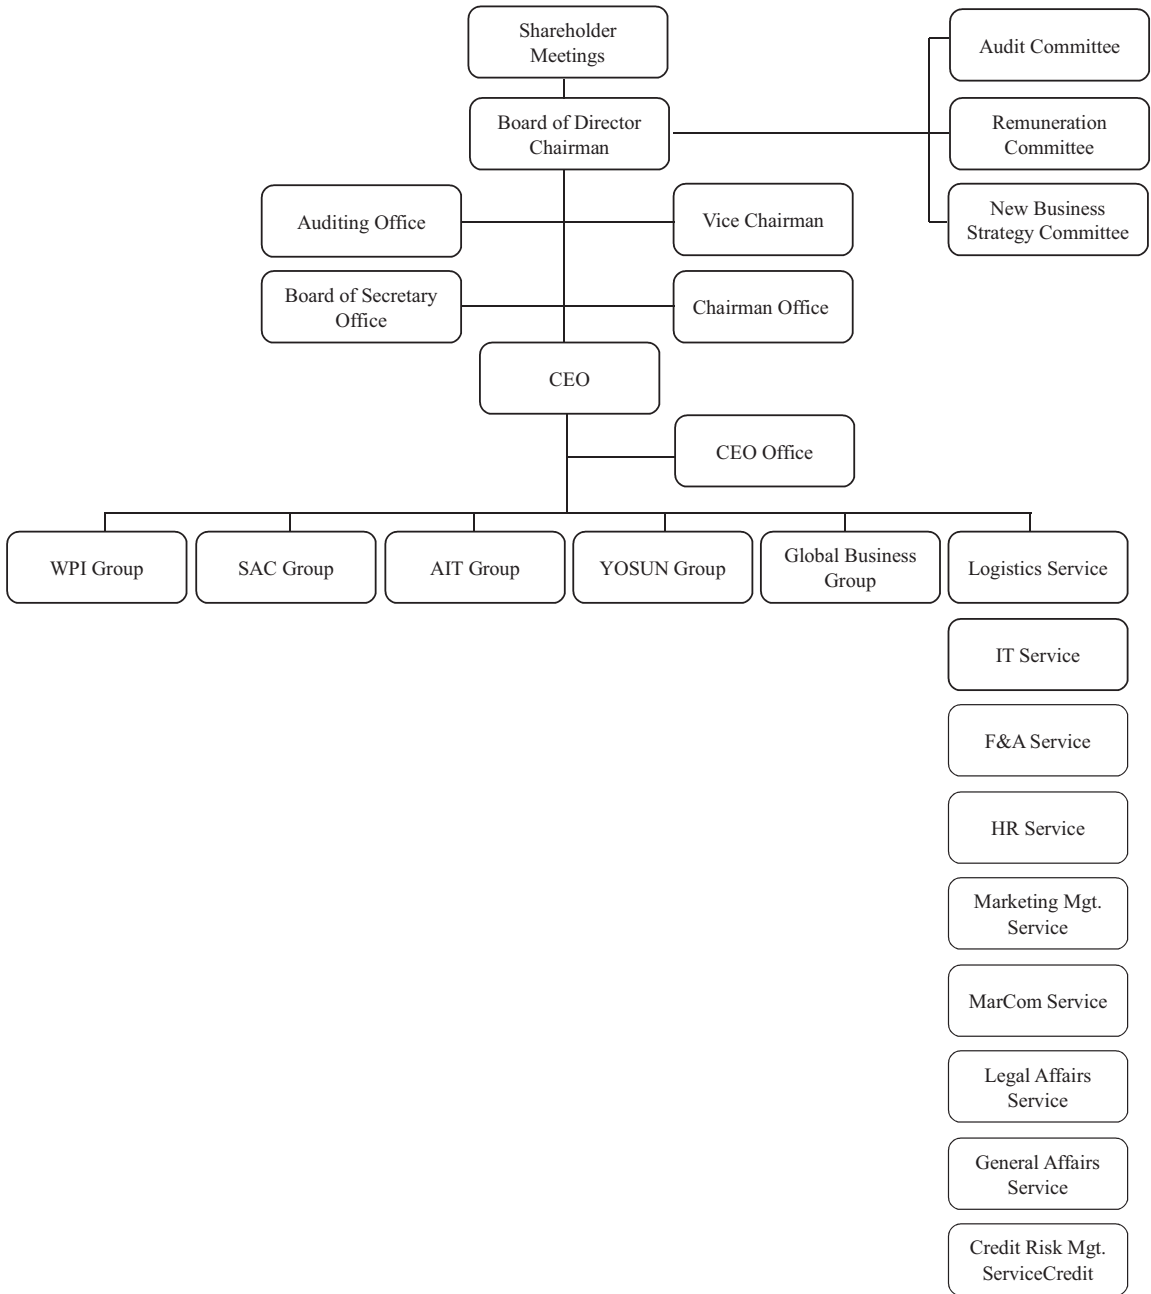 Shareholder
Meetings
Audit Committee
Board of Director
Chairman
Remuneration
Committee
New Business
Strategy Committee
Auditing Office
Vice Chairman
Board of Secretary
Office
Chairman Office
CEO
CEO Office
WPI Group
SAC Group
AIT Group
YOSUN Group
Global Business
Group
Logistics Service
IT Service
F&A Service
HR Service
Marketing Mgt.
Service
MarCom Service
Legal Affairs
Service
General Affairs
Service
Credit Risk Mgt.
ServiceCredit